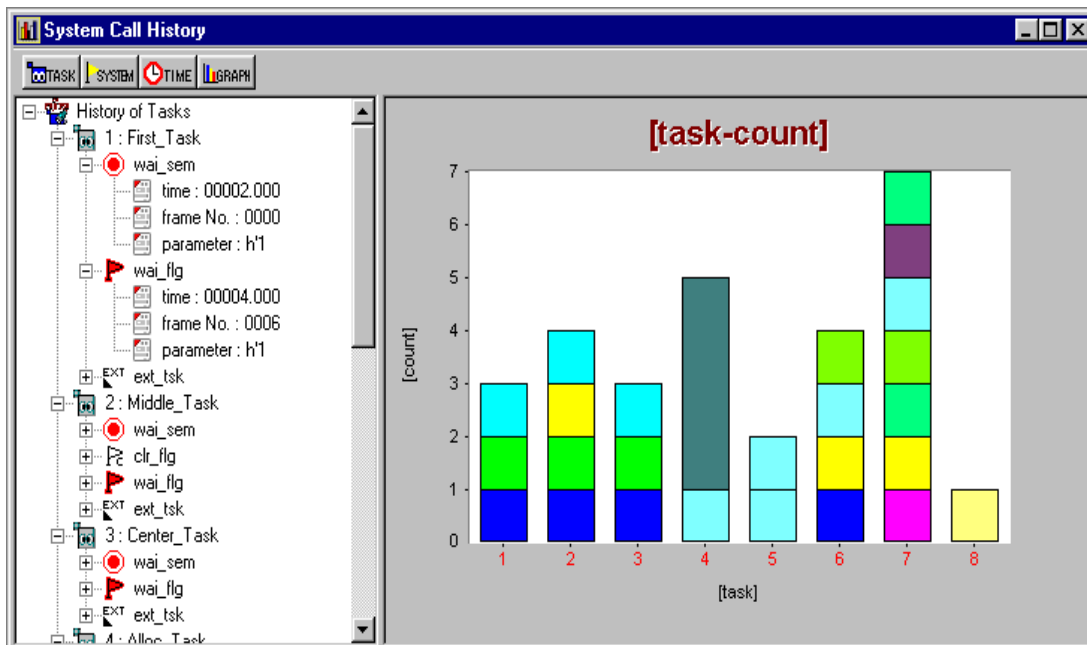 System Call History
TASK SYSTEM TIME GRAPH
History of Tasks
1 : First_Task
wai_sem
time : 00002.000
frame No. : 0000
parameter : h'1
wai_flg
time : 00004.000
frame No. : 0006
parameter : h'1
EXT ext_tsk
2 : Middle_Task
wai_sem
clr_flg
wai_flg
EXT ext_tsk
3 : Center_Task
wai_sem
wai_flg
EXT ext_tsk
4 : Alloc_Task
[task-count]
7
6
5
4
3
2
1
0
[count]
1 2 3 4 5 6 7 8
[task]